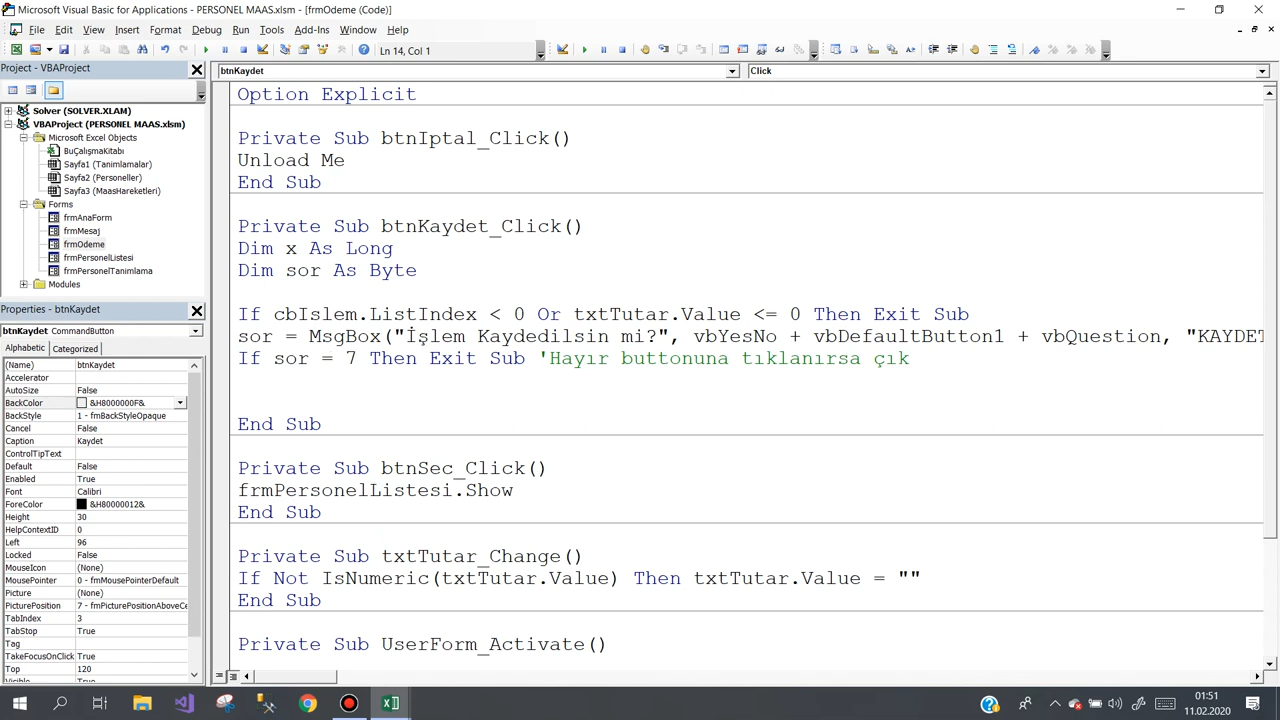 Microsoft Visual Basic for Applications - PERSONEL MAAS.xlsm - [frmOdeme (Code)]
File Edit View Insert Format Debug Run Tools Add-Ins Window Help
Ln 14, Col 1
Project - VBAProject
btnKaydet
Click
Solver (SOLVER.XLAM)
VBAProject (PERSONEL MAAS.xlsm)
Microsoft Excel Objects
BuÇalışmaKitabı
Sayfa1 (Tanimlamalar)
Sayfa2 (Personeller)
Sayfa3 (MaasHareketleri)
Forms
frmAnaForm
frmMesaj
frmOdeme
frmPersonelListesi
frmPersonelTanimlama
Modules
Properties - btnKaydet
btnKaydet CommandButton
Alphabetic Categorized
(Name) btnKaydet
Accelerator
AutoSize False
BackColor &H8000000F&
BackStyle 1 - fmBackStyleOpaque
Cancel False
Caption Kaydet
ControlTipText
Default False
Enabled True
Font Calibri
ForeColor &H80000012&
Height 30
HelpContextID 0
Left 96
Locked False
MouseIcon (None)
MousePointer 0 - fmMousePointerDefault
Picture (None)
PicturePosition 7 - fmPicturePositionAboveCe
TabIndex 3
TabStop True
Tag
TakeFocusOnClick True
Top 120
Visible True
Option Explicit
Private Sub btnIptal_Click()
Unload Me
End Sub
Private Sub btnKaydet_Click()
Dim x As Long
Dim sor As Byte
If cbIslem.ListIndex < 0 Or txtTutar.Value <= 0 Then Exit Sub
sor = MsgBox("İşlem Kaydedilsin mi?", vbYesNo + vbDefaultButton1 + vbQuestion, "KAYDET
If sor = 7 Then Exit Sub 'Hayır buttonuna tıklanırsa çık
End Sub
Private Sub btnSec_Click()
frmPersonelListesi.Show
End Sub
Private Sub txtTutar_Change()
If Not IsNumeric(txtTutar.Value) Then txtTutar.Value = ""
End Sub
Private Sub UserForm_Activate()
01:51
11.02.2020